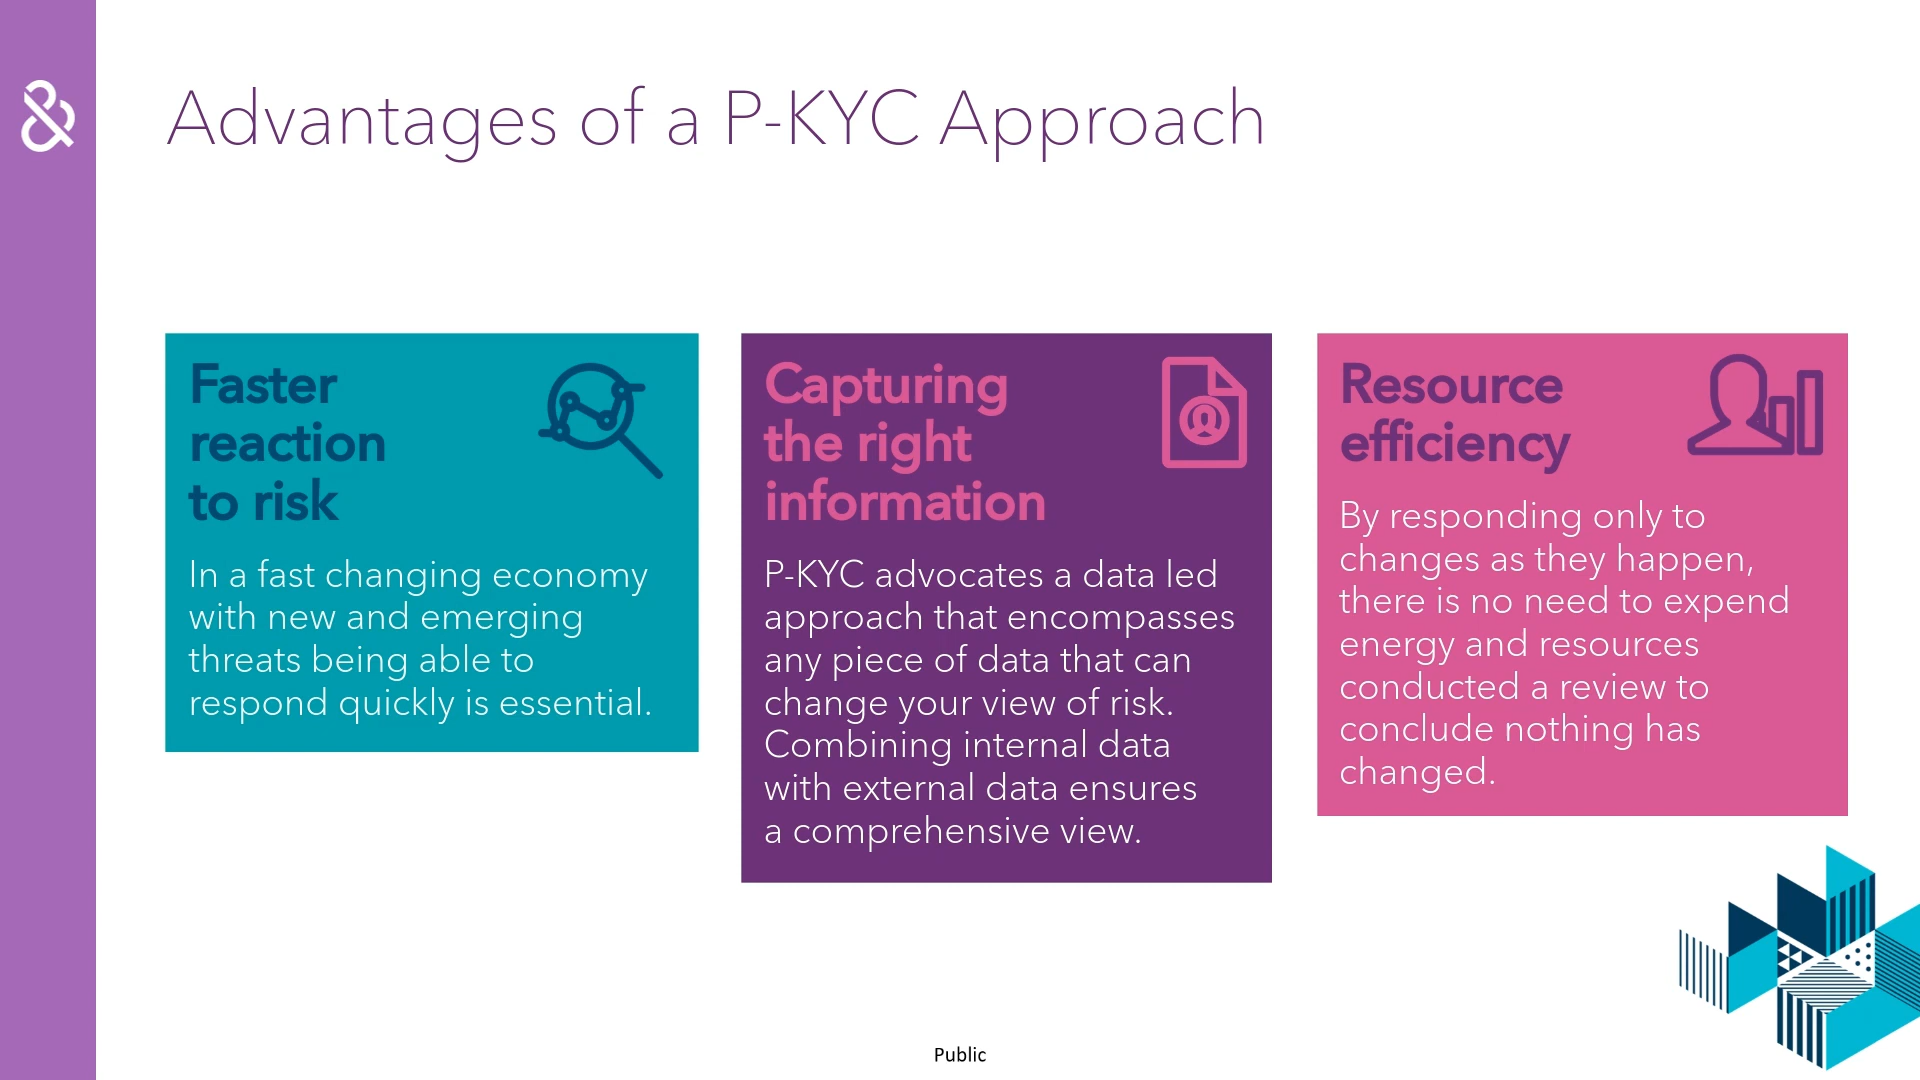 &
Advantages of a P-KYC Approach
Faster
reaction
to risk
In a fast changing economy
with new and emerging
threats being able to
respond quickly is essential.
Capturing
the right
information
P-KYC advocates a data led
approach that encompasses
any piece of data that can
change your view of risk.
Combining internal data
with external data ensures
a comprehensive view.
Resource
efficiency
By responding only to
changes as they happen,
there is no need to expend
energy and resources
conducted a review to
conclude nothing has
changed.
Public